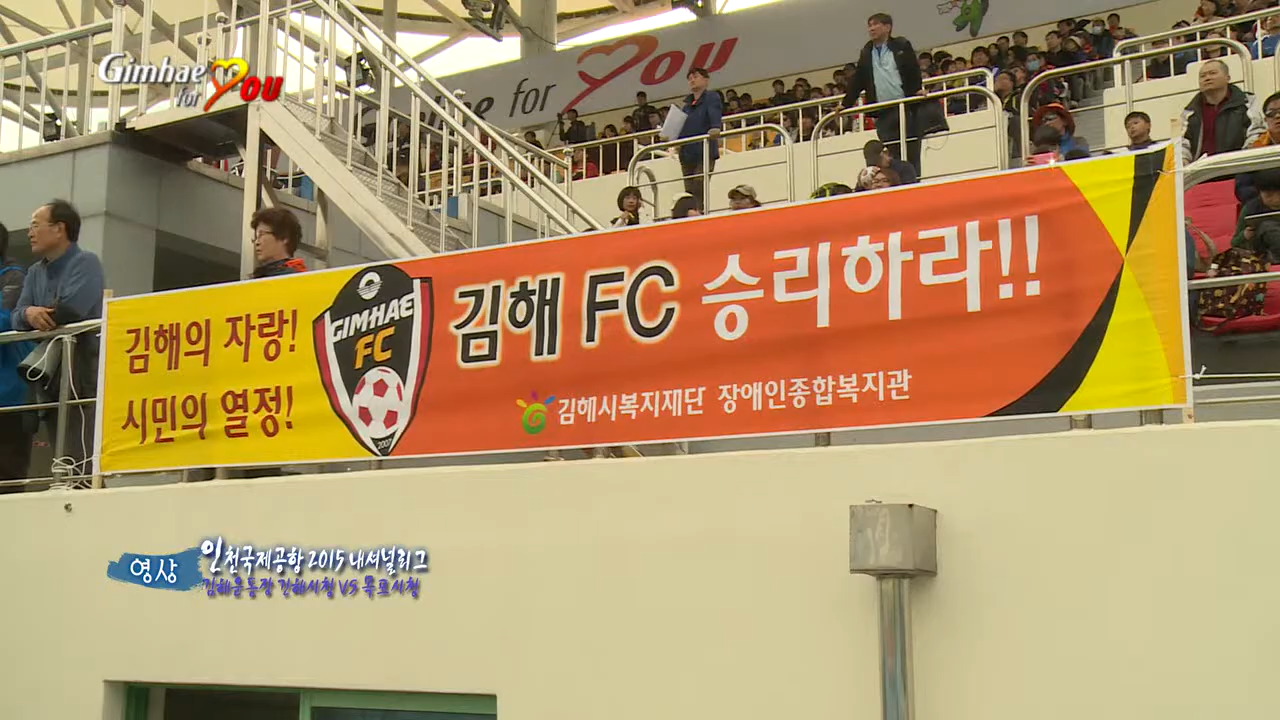 Gimhae
for You
for You
김해의 자랑!
시민의 열정!
GIMHAE
FC
2007
김해 FC 승리하라!!
김해시복지재단 장애인종합복지관
영상
인천국제공항 2015 내셔널리그
김해운동장 김해시청 VS 목포시청